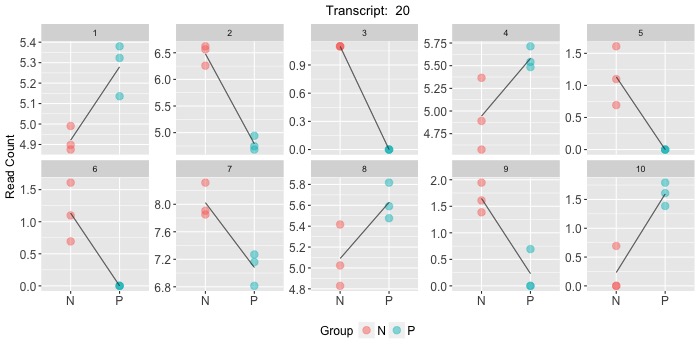 Transcript: 20
Read Count
1 2 3 4 5
5.4 5.3 5.2 5.1 5.0 4.9
6.5 6.0 5.5 5.0
0.9 0.6 0.3 0.0
5.75 5.50 5.25 5.00 4.75
1.5 1.0 0.5 0.0
6 7 8 9 10
1.5 1.0 0.5 0.0
8.0 7.6 7.2 6.8
5.8 5.6 5.4 5.2 5.0 4.8
2.0 1.5 1.0 0.5 0.0
1.5 1.0 0.5 0.0
N P N P N P N P N P
Group N P